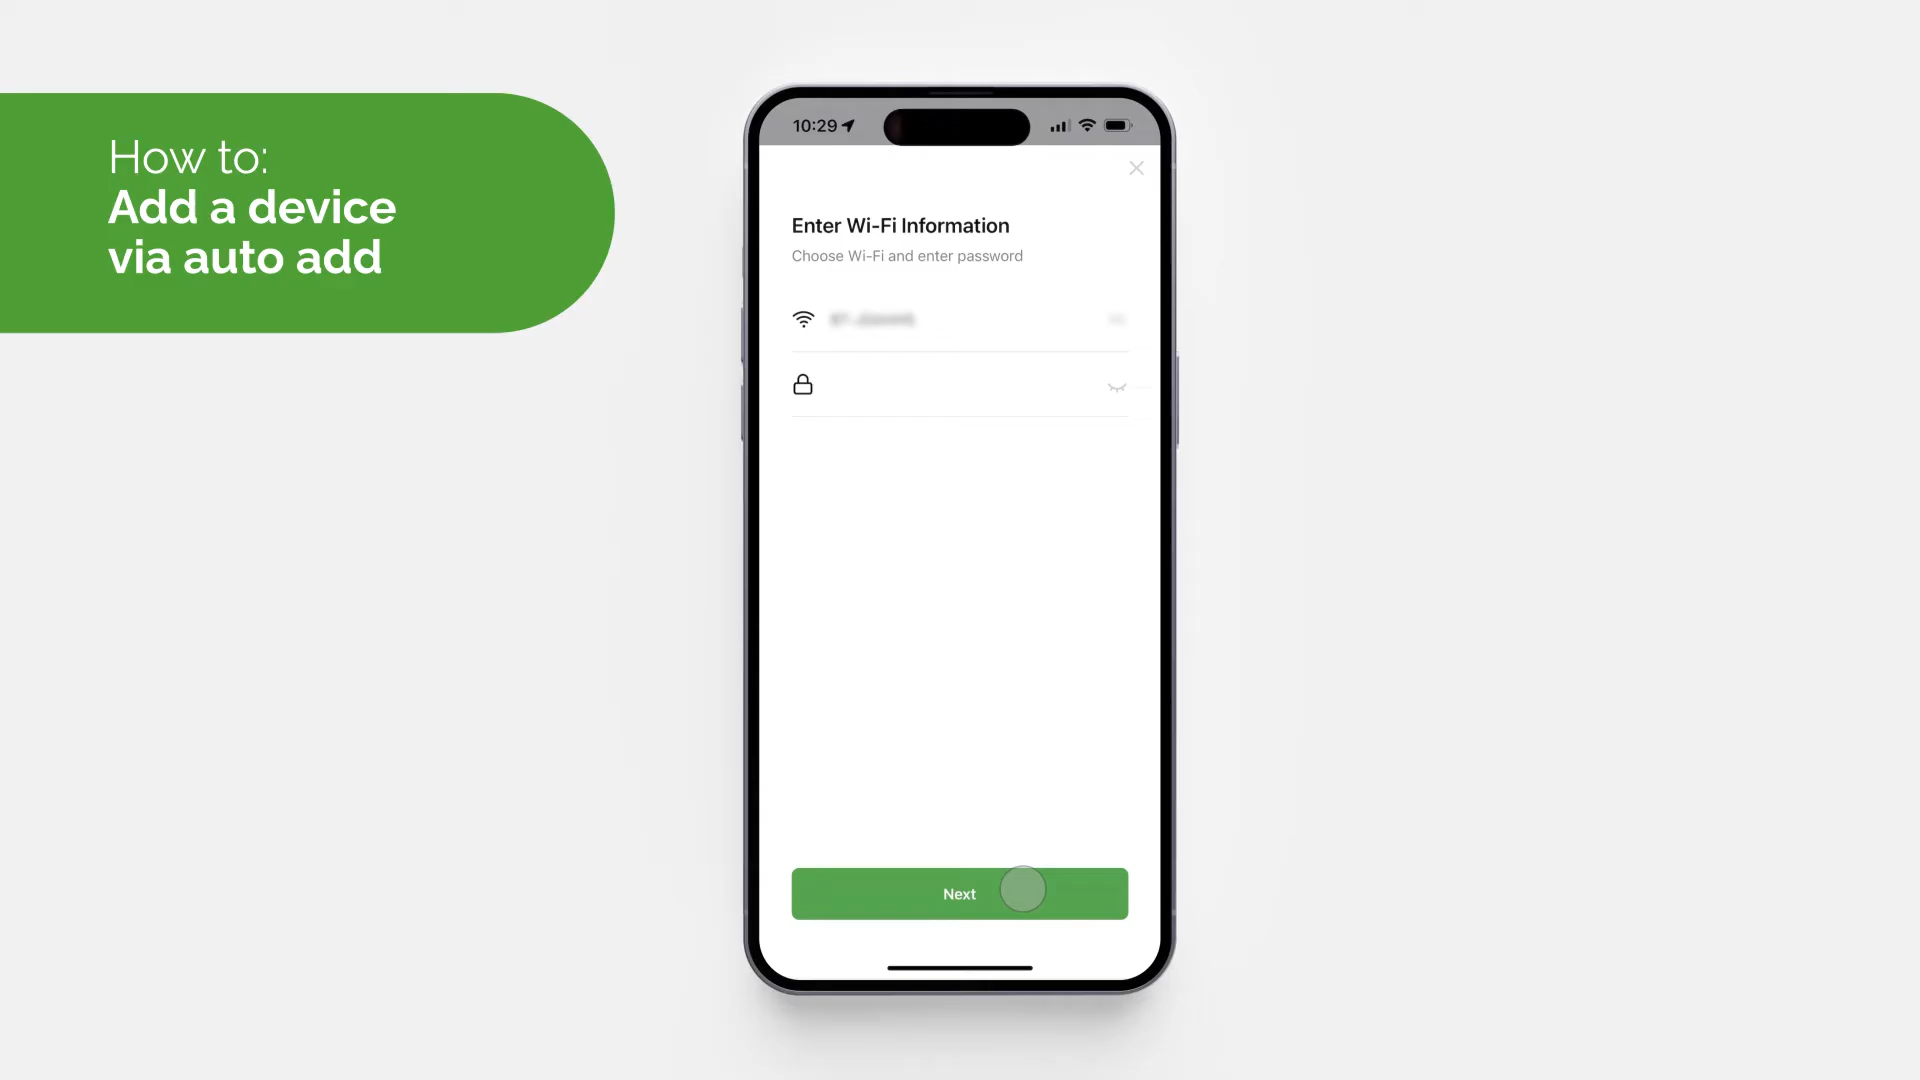 How to:
Add a device
via auto add
10:29
Enter Wi-Fi Information
Choose Wi-Fi and enter password
Next